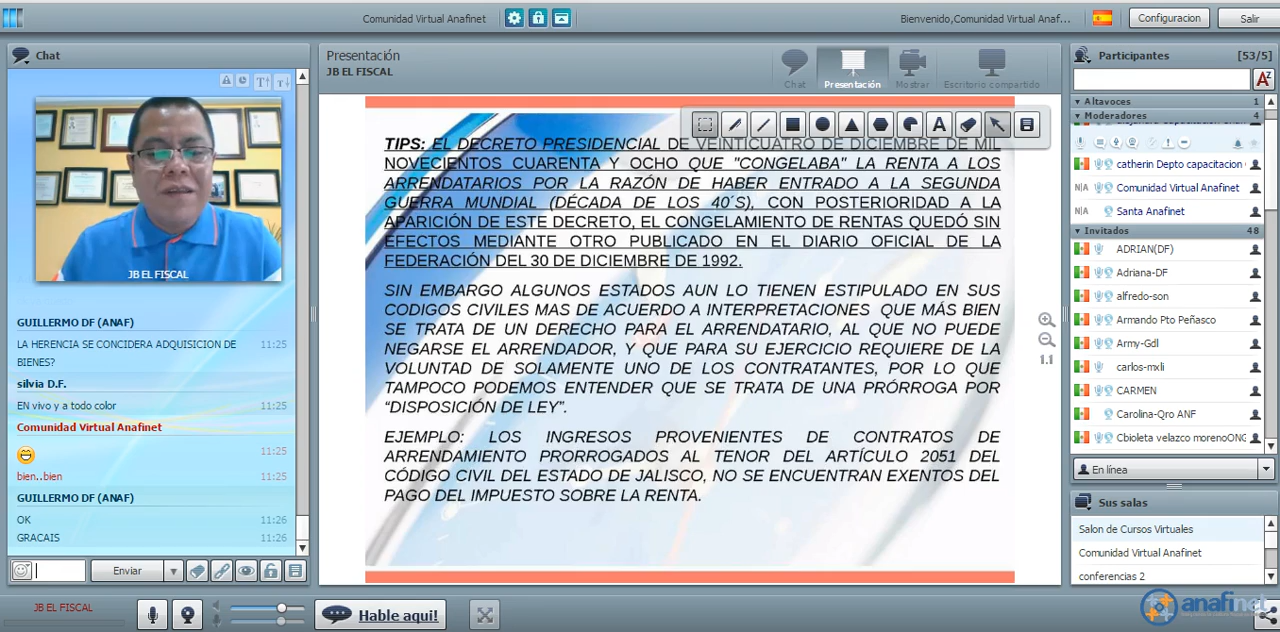 Comunidad Virtual Anafinet
Bienvenido,Comunidad Virtual Anaf...
Configuracion
Salir
Chat
JB EL FISCAL
GUILLERMO DF (ANAF)
LA HERENCIA SE CONCIDERA ADQUISICION DE 11:25
BIENES?
silvia D.F.
EN vivo y a todo color 11:25
Comunidad Virtual Anafinet
11:25
bien..bien 11:25
GUILLERMO DF (ANAF)
OK 11:26
GRACAIS 11:26
Enviar
JB EL FISCAL
Hable aqui!
Presentación
JB EL FISCAL
Chat
Presentación
Mostrar
Escritorio compartido
TIPS: EL DECRETO PRESIDENCIAL DE VEINTICUATRO DE DICIEMBRE DE MIL
NOVECIENTOS CUARENTA Y OCHO QUE "CONGELABA" LA RENTA A LOS
ARRENDATARIOS POR LA RAZÓN DE HABER ENTRADO A LA SEGUNDA
GUERRA MUNDIAL (DÉCADA DE LOS 40´S), CON POSTERIORIDAD A LA
APARICIÓN DE ESTE DECRETO, EL CONGELAMIENTO DE RENTAS QUEDÓ SIN
EFECTOS MEDIANTE OTRO PUBLICADO EN EL DIARIO OFICIAL DE LA
FEDERACIÓN DEL 30 DE DICIEMBRE DE 1992.
SIN EMBARGO ALGUNOS ESTADOS AUN LO TIENEN ESTIPULADO EN SUS
CODIGOS CIVILES MAS DE ACUERDO A INTERPRETACIONES QUE MÁS BIEN
SE TRATA DE UN DERECHO PARA EL ARRENDATARIO, AL QUE NO PUEDE
NEGARSE EL ARRENDADOR, Y QUE PARA SU EJERCICIO REQUIERE DE LA
VOLUNTAD DE SOLAMENTE UNO DE LOS CONTRATANTES, POR LO QUE
TAMPOCO PODEMOS ENTENDER QUE SE TRATA DE UNA PRÓRROGA POR
“DISPOSICIÓN DE LEY”.
EJEMPLO: LOS INGRESOS PROVENIENTES DE CONTRATOS DE
ARRENDAMIENTO PRORROGADOS AL TENOR DEL ARTÍCULO 2051 DEL
CÓDIGO CIVIL DEL ESTADO DE JALISCO, NO SE ENCUENTRAN EXENTOS DEL
PAGO DEL IMPUESTO SOBRE LA RENTA.
1.1
Participantes [53/5]
Altavoces 1
Moderadores 4
catherin Depto capacitacion
N/A Comunidad Virtual Anafinet
N/A Santa Anafinet
Invitados 48
ADRIAN(DF)
Adriana-DF
alfredo-son
Armando Pto Peñasco
Army-Gdl
carlos-mxli
CARMEN
Carolina-Qro ANF
Cbioleta velazco morenoONG
En línea
Sus salas
Salon de Cursos Virtuales
Comunidad Virtual Anafinet
conferencias 2
anafinet